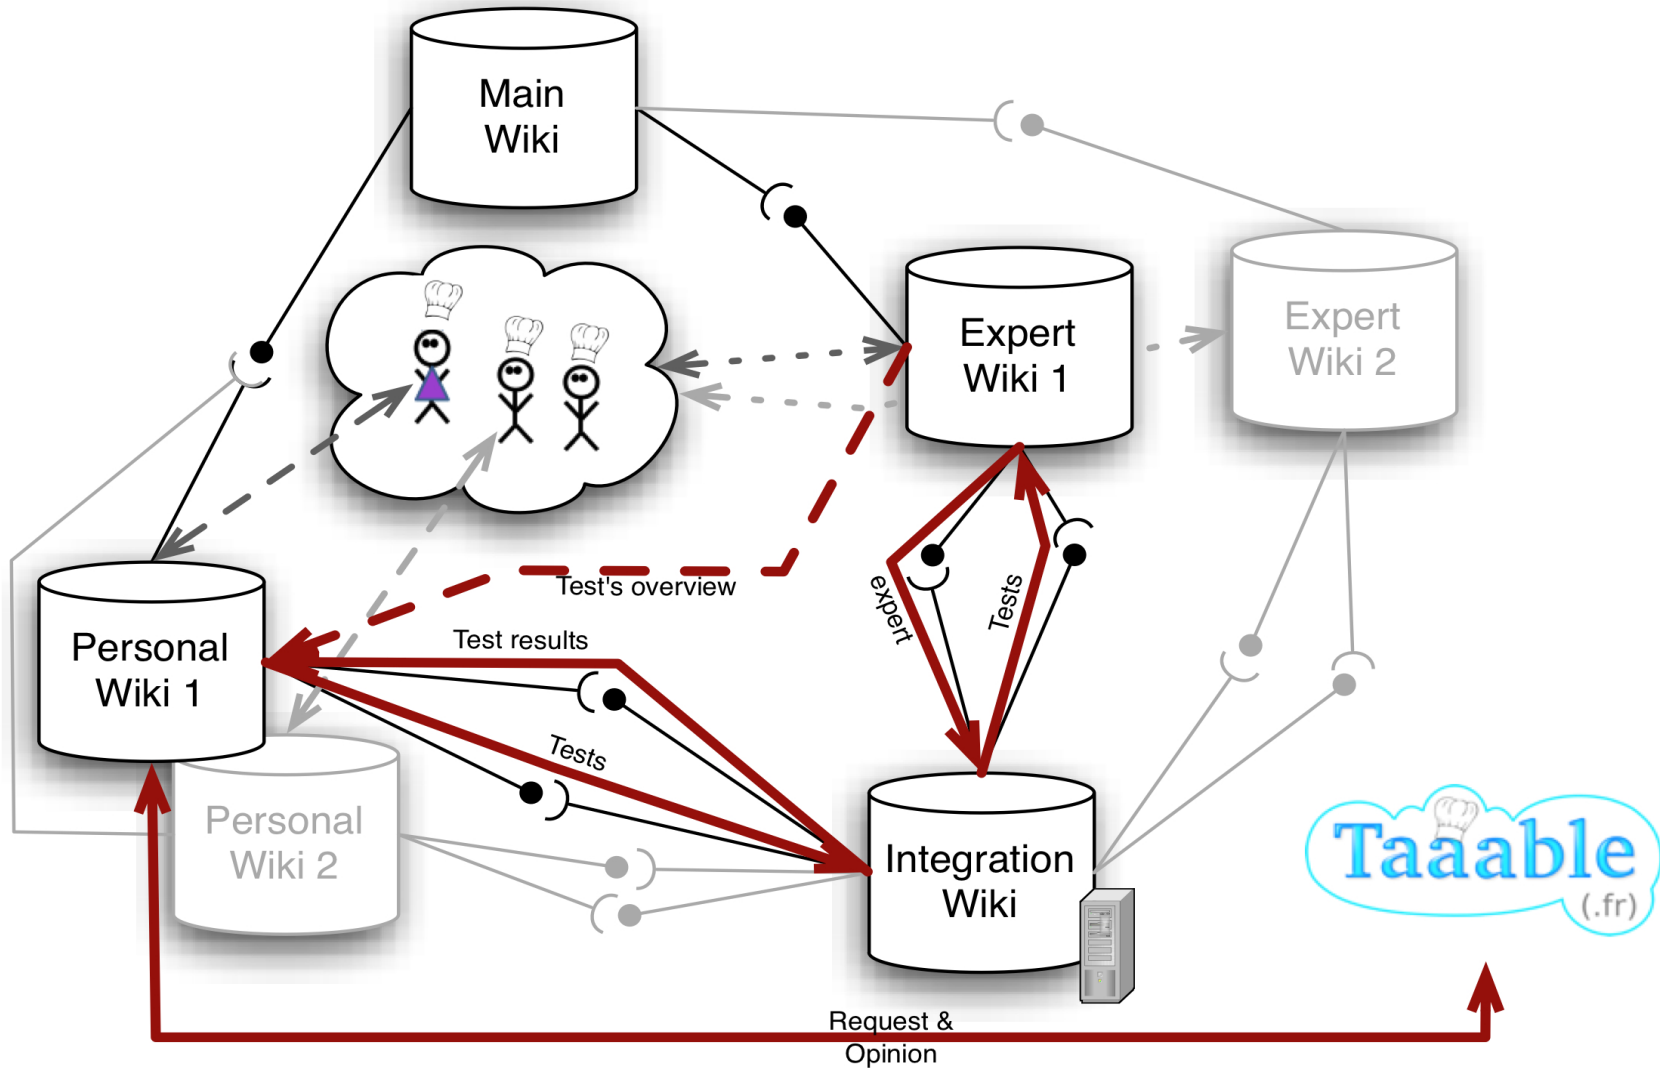 Main
Wiki
Expert
Wiki 1
Expert
Wiki 2
Test's overview
expert
Tests
Personal
Wiki 1
Test results
Tests
Personal
Wiki 2
Integration
Wiki
Taaable
(.fr)
Request &
Opinion